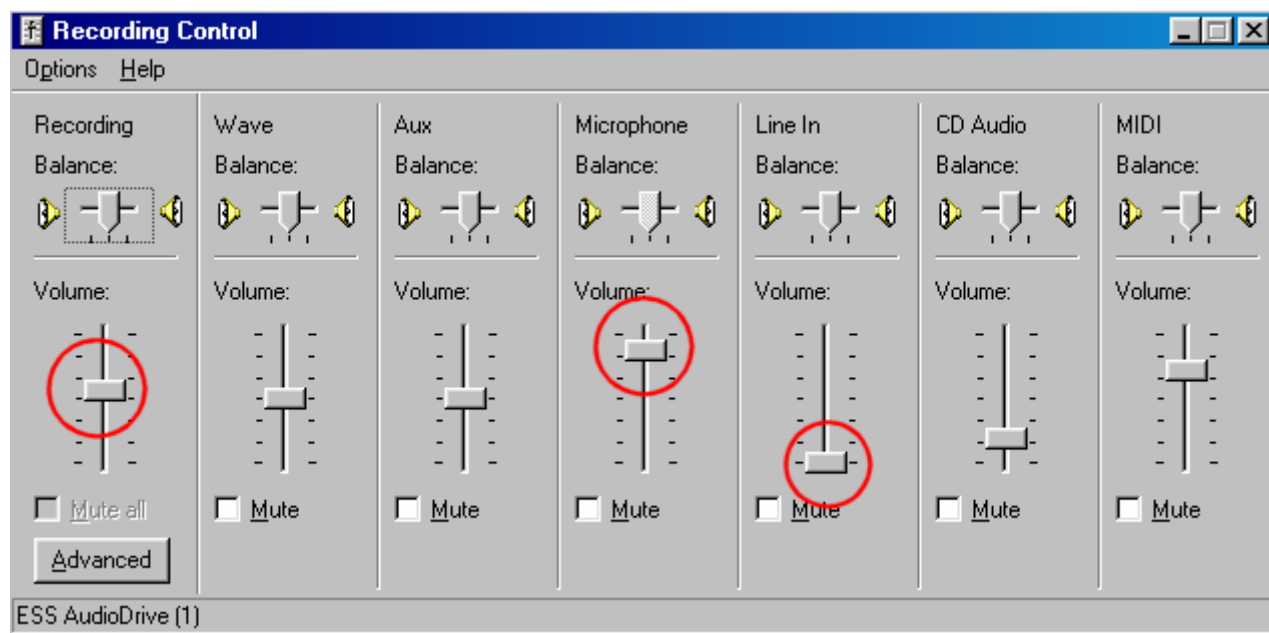 Recording Control
Options Help
Recording Wave Aux Microphone Line In CD Audio MIDI
Balance: Balance: Balance: Balance: Balance: Balance: Balance:
Volume: Volume: Volume: Volume: Volume: Volume: Volume:
Mute all Mute Mute Mute Mute Mute Mute
Advanced
ESS AudioDrive (1)